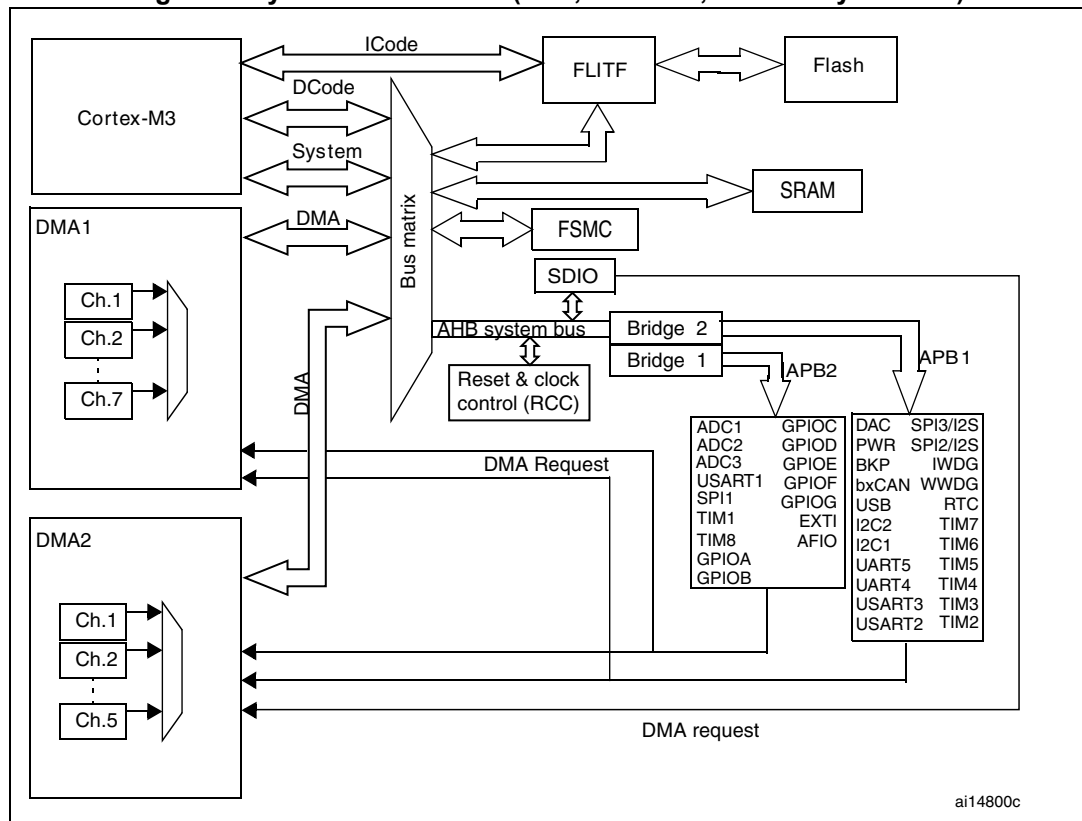 ICode
FLITF
Flash
Cortex-M3
DCode
System
SRAM
DMA1
DMA
FSMC
Bus matrix
SDIO
Ch.1
Ch.2
Ch.7
AHB system bus
Bridge 2
Bridge 1
APB2
APB1
Reset & clock
control (RCC)
DMA
ADC1 GPIOC
ADC2 GPIOD
ADC3 GPIOE
USART1 GPIOF
SPI1 GPIOG
TIM1 EXTI
TIM8 AFIO
GPIOA
GPIOB
DAC SPI3/I2S
PWR SPI2/I2S
BKP IWDG
bxCAN WWDG
USB RTC
I2C2 TIM7
I2C1 TIM6
UART5 TIM5
UART4 TIM4
USART3 TIM3
USART2 TIM2
DMA Request
DMA2
Ch.1
Ch.2
Ch.5
DMA request
ai14800c